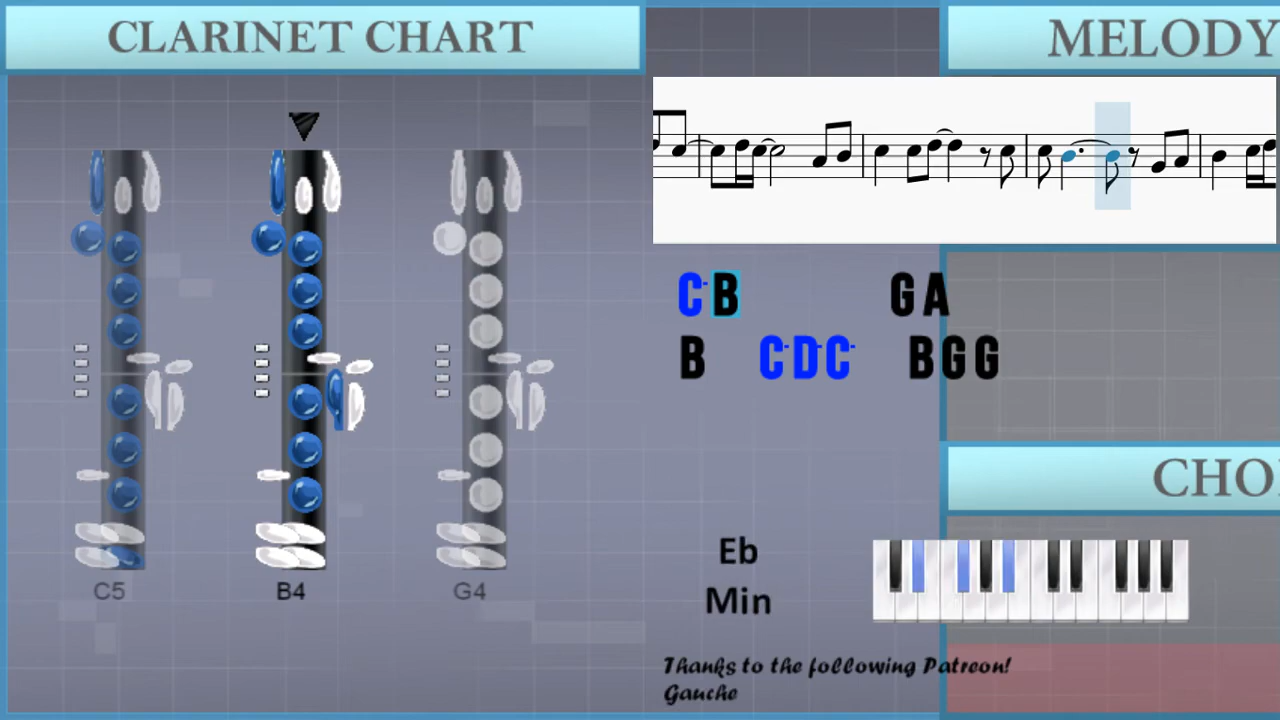 CLARINET CHART
MELODY
C B G A
B C D C B G G
C5 B4 G4
CHO
Eb
Min
Thanks to the following Patreon!
Gauche